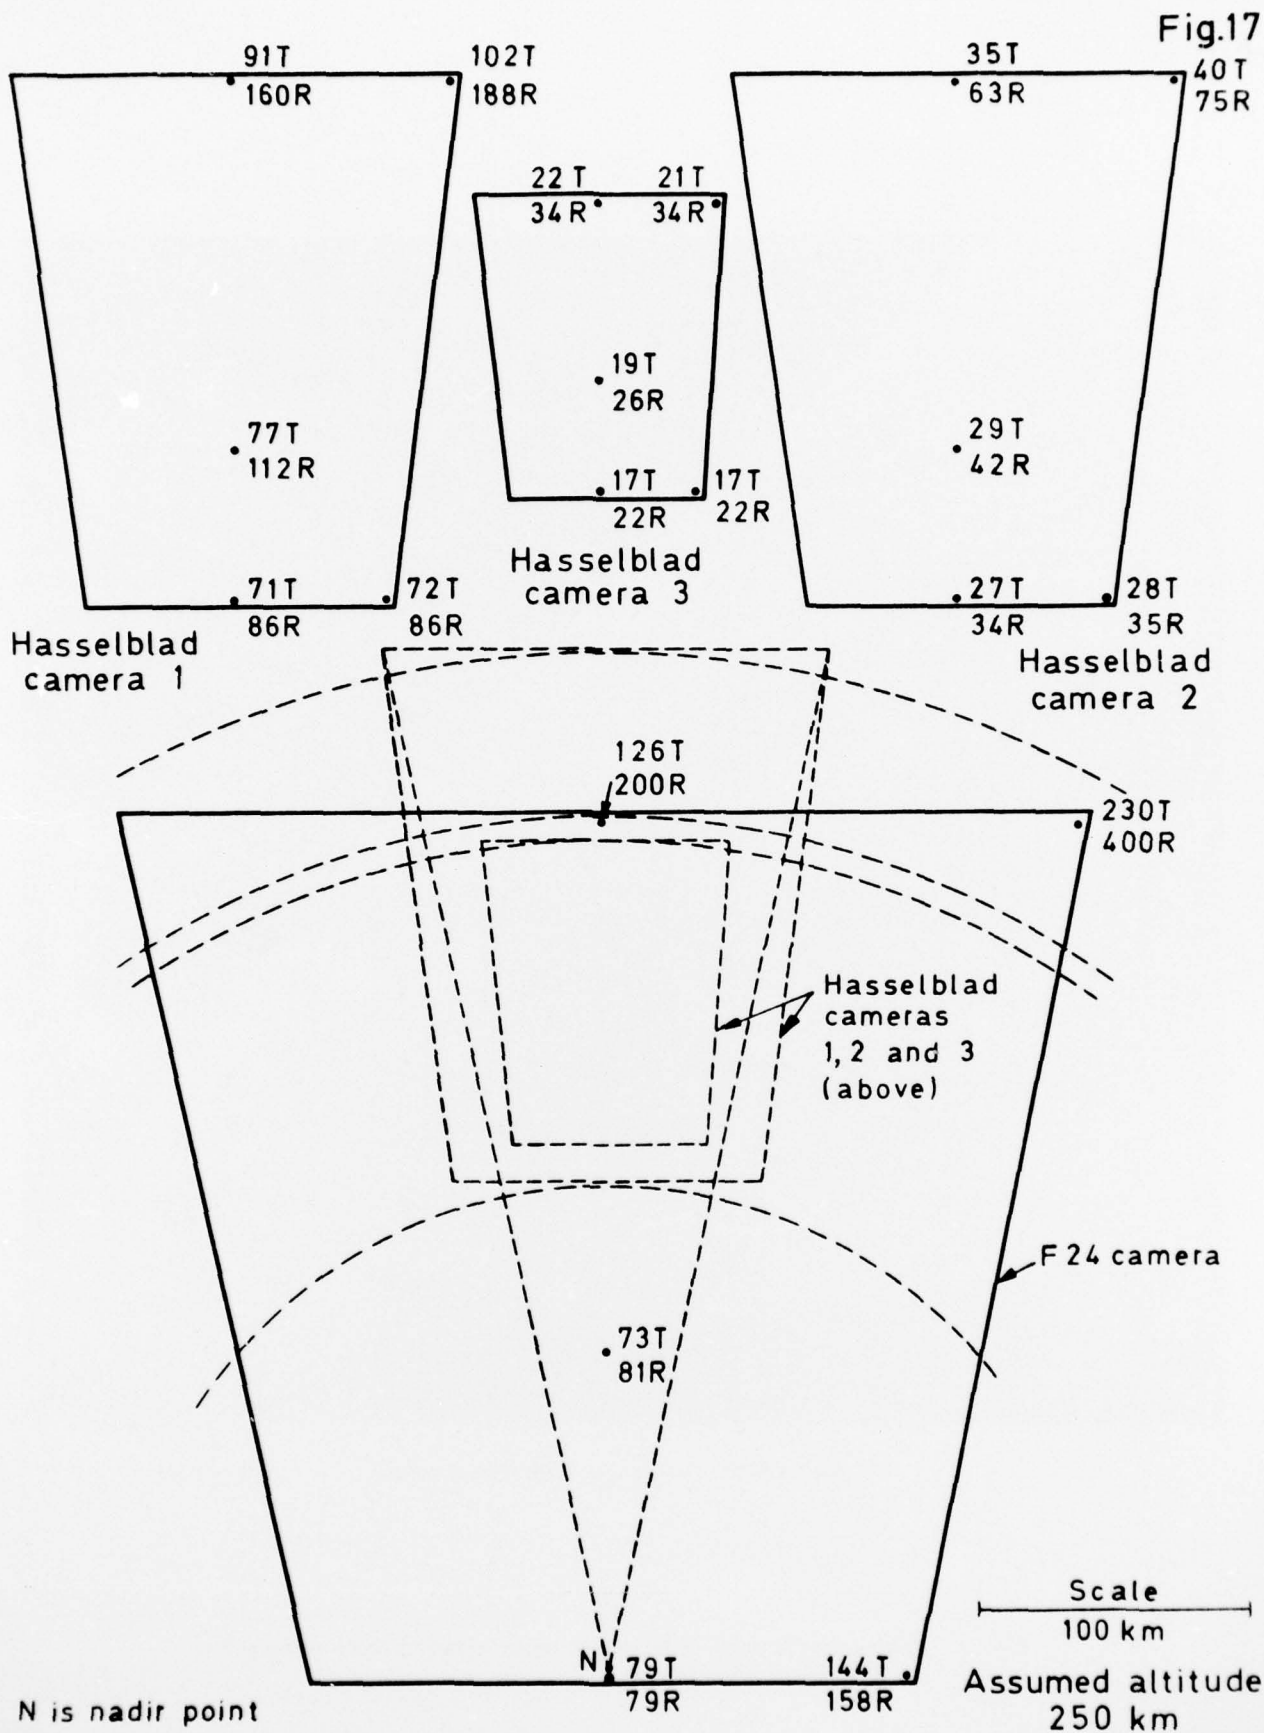 Fig.17
91T
160R
102T
188R
35T
63R
40T
75R
22T
34R
21T
34R
19T
26R
77T
112R
29T
42R
17T
22R
17T
22R
Hasselblad
camera 3
71T
86R
72T
86R
27T
34R
28T
35R
Hasselblad
camera 1
Hasselblad
camera 2
126T
200R
230T
400R
Hasselblad
cameras
1, 2 and 3
(above)
F 24 camera
73T
81R
Scale
100 km
N
79T
79R
144T
158R
Assumed altitude
250 km
N is nadir point